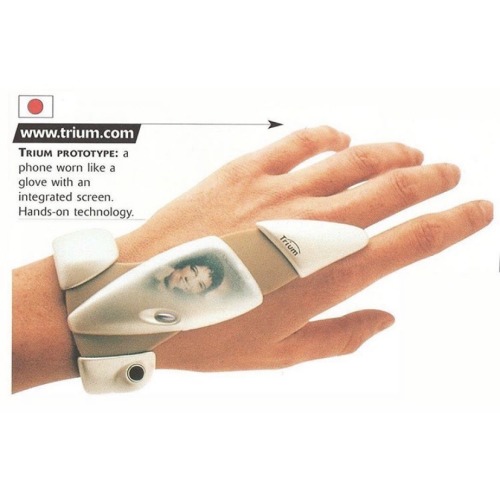 www.trium.com
TRIUM PROTOTYPE: a
phone worn like a
glove with an
integrated screen.
Hands-on technology.
Trium